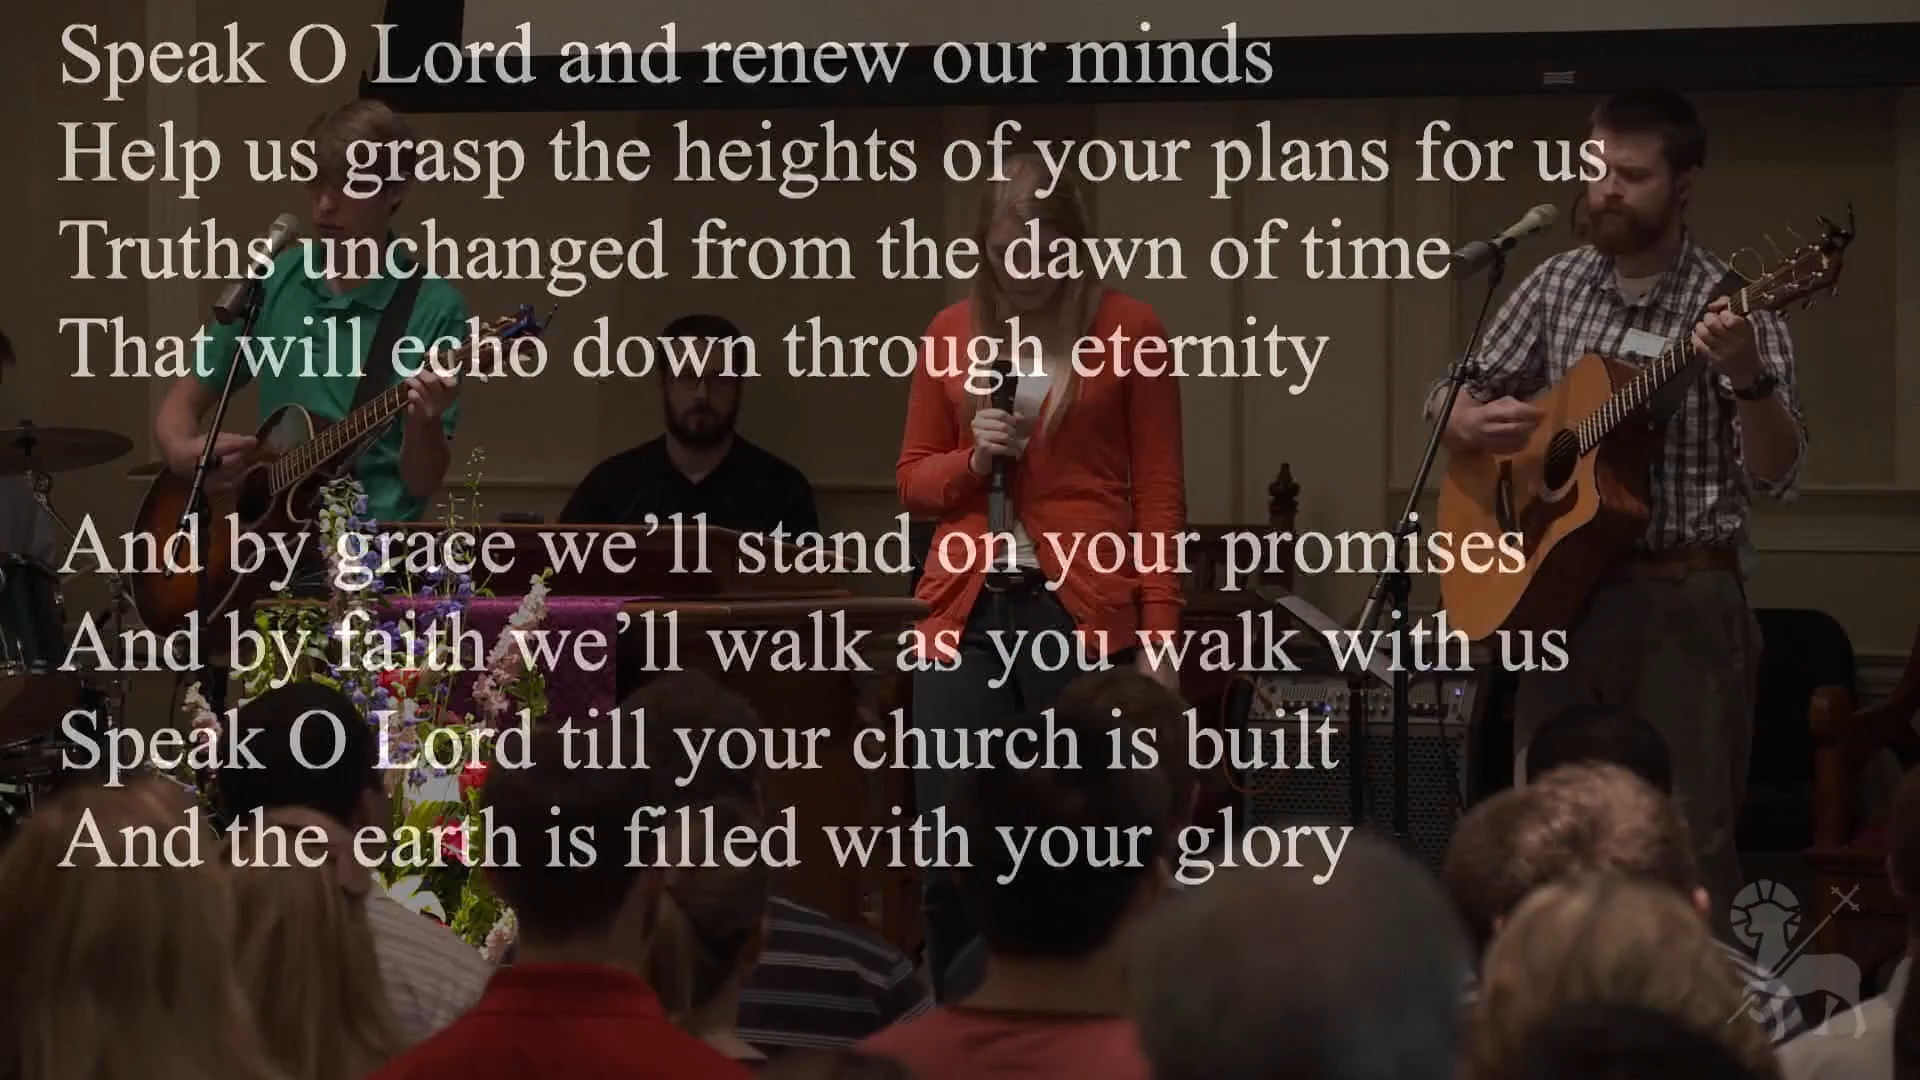 Speak O Lord and renew our minds
Help us grasp the heights of your plans for us
Truths unchanged from the dawn of time
That will echo down through eternity
And by grace we’ll stand on your promises
And by faith we’ll walk as you walk with us
Speak O Lord till your church is built
And the earth is filled with your glory